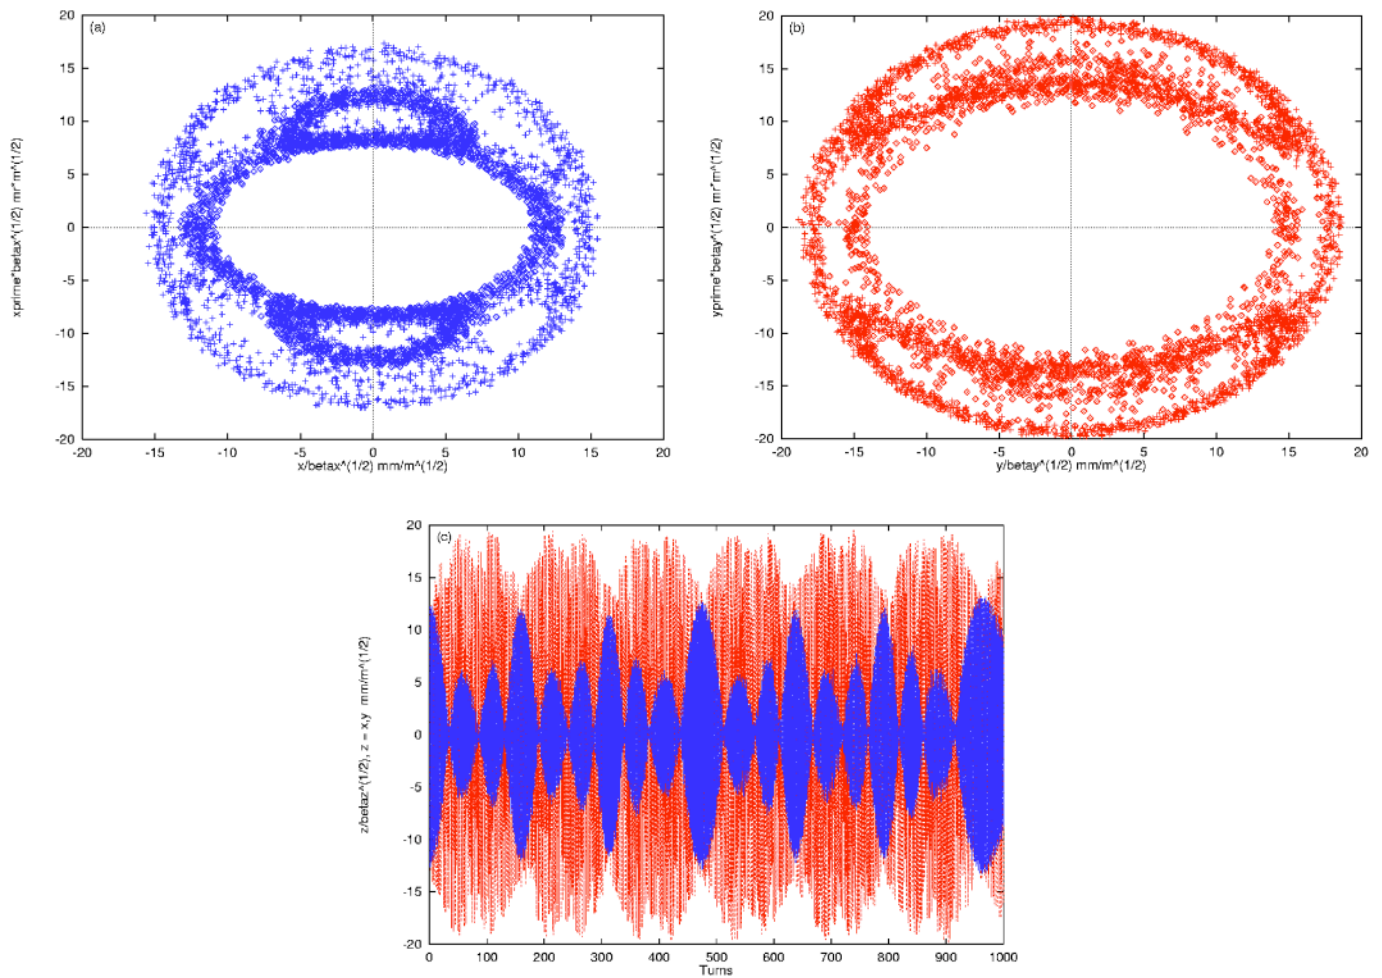 (a)
20
15
10
5
0
-5
-10
-15
-20
-20 -15 -10 -5 0 5 10 15 20
x/betax^(1/2) mm/m^(1/2)
xprime*betax^(1/2) mr*m^(1/2)
(b)
20
15
10
5
0
-5
-10
-15
-20
-20 -15 -10 -5 0 5 10 15 20
y/betay^(1/2) mm/m^(1/2)
yprime*betay^(1/2) mr*m^(1/2)
(c)
20
15
10
5
0
-5
-10
-15
-20
0 100 200 300 400 500 600 700 800 900 1000
Turns
z/betaz^(1/2), z = x,y mm/m^(1/2)